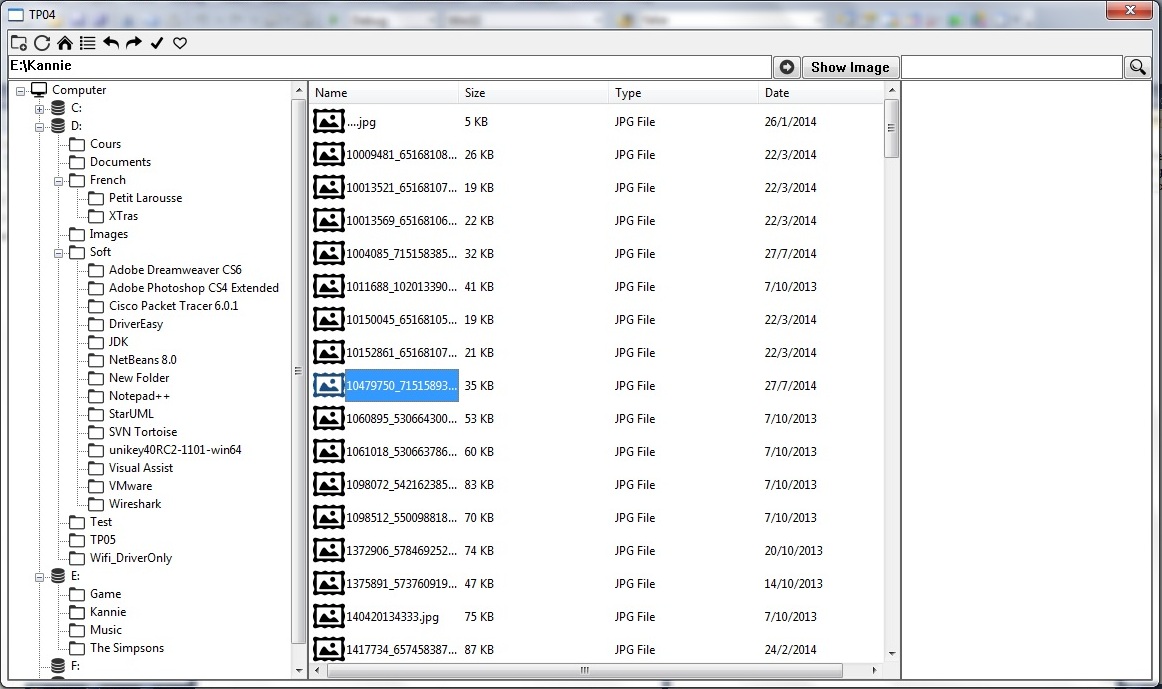 TP04
E:\Kannie
Show Image
Computer
C:
D:
Cours
Documents
French
Petit Larousse
XTras
Images
Soft
Adobe Dreamweaver CS6
Adobe Photoshop CS4 Extended
Cisco Packet Tracer 6.0.1
DriverEasy
JDK
NetBeans 8.0
New Folder
Notepad++
StarUML
SVN Tortoise
unikey40RC2-1101-win64
Visual Assist
VMware
Wireshark
Test
TP05
Wifi_DriverOnly
E:
Game
Kannie
Music
The Simpsons
F:
Name Size Type Date
....jpg 5 KB JPG File 26/1/2014
10009481_65168108... 26 KB JPG File 22/3/2014
10013521_65168107... 19 KB JPG File 22/3/2014
10013569_65168106... 22 KB JPG File 22/3/2014
1004085_715158385... 32 KB JPG File 27/7/2014
1011688_102013390... 41 KB JPG File 7/10/2013
10150045_65168105... 19 KB JPG File 22/3/2014
10152861_65168107... 21 KB JPG File 22/3/2014
10479750_71515893... 35 KB JPG File 27/7/2014
1060895_530664300... 53 KB JPG File 7/10/2013
1061018_530663786... 60 KB JPG File 7/10/2013
1098072_542162385... 83 KB JPG File 7/10/2013
1098512_550098818... 70 KB JPG File 7/10/2013
1372906_578469252... 74 KB JPG File 20/10/2013
1375891_573760919... 47 KB JPG File 14/10/2013
140420134333.jpg 75 KB JPG File 7/10/2013
1417734_657458387... 87 KB JPG File 24/2/2014